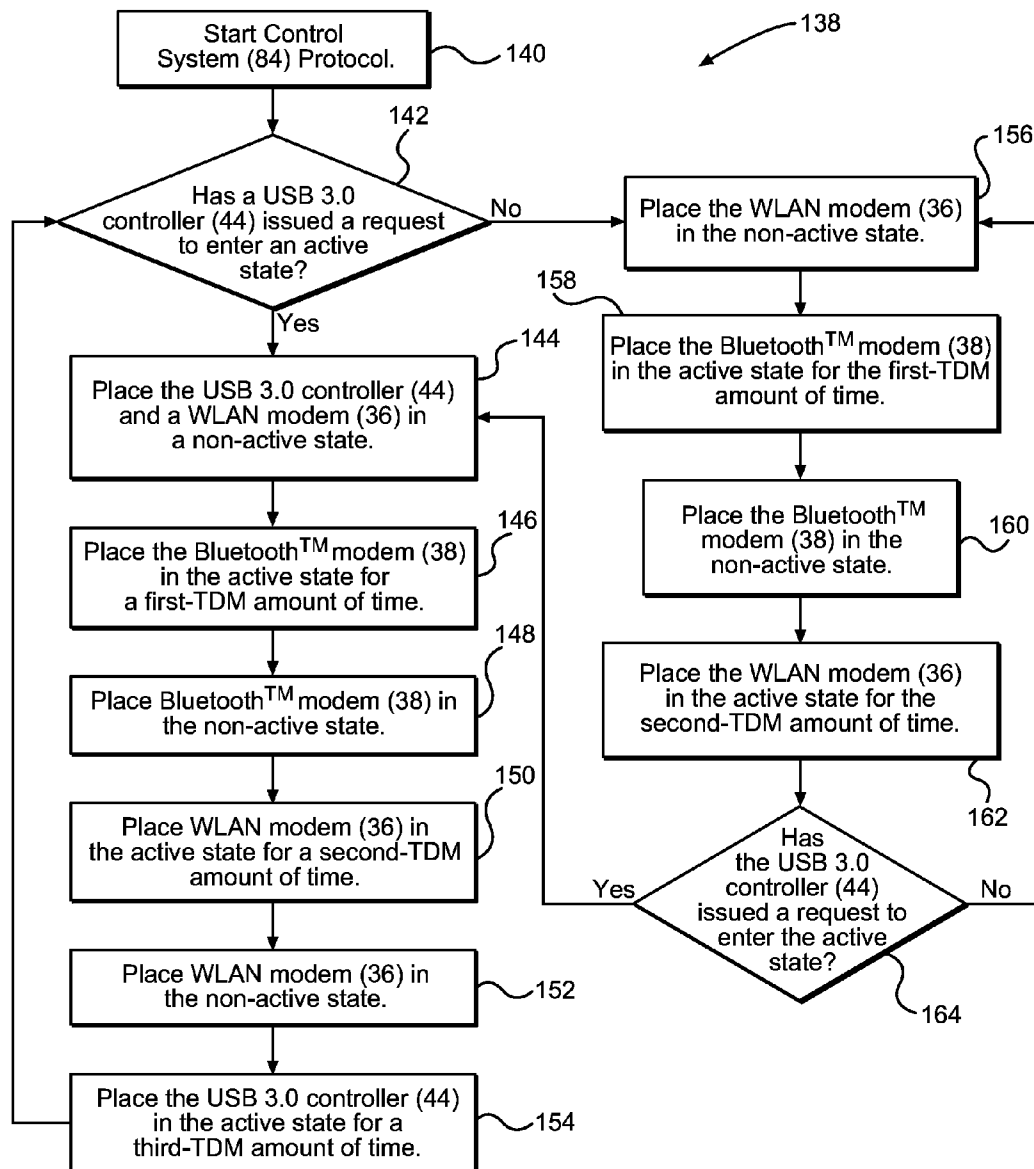 Start Control
System (84) Protocol.
140
138
142
Has a USB 3.0
controller (44) issued a request
to enter an active
state?
No
Yes
144
Place the USB 3.0 controller (44)
and a WLAN modem (36) in
a non-active state.
146
Place the Bluetooth™ modem (38)
in the active state for
a first-TDM amount of time.
148
Place Bluetooth™ modem (38) in
the non-active state.
150
Place WLAN modem (36) in
the active state for a second-TDM
amount of time.
Place WLAN modem (36) in
the non-active state.
152
Place the USB 3.0 controller (44)
in the active state for a
third-TDM amount of time.
154
156
Place the WLAN modem (36)
in the non-active state.
158
Place the Bluetooth™ modem (38)
in the active state for the first-TDM
amount of time.
Place the Bluetooth™
modem (38) in the
non-active state.
160
Place the WLAN modem (36)
in the active state for the
second-TDM amount of time.
162
Has
the USB 3.0
controller (44)
issued a request to
enter the active
state?
Yes
No
164